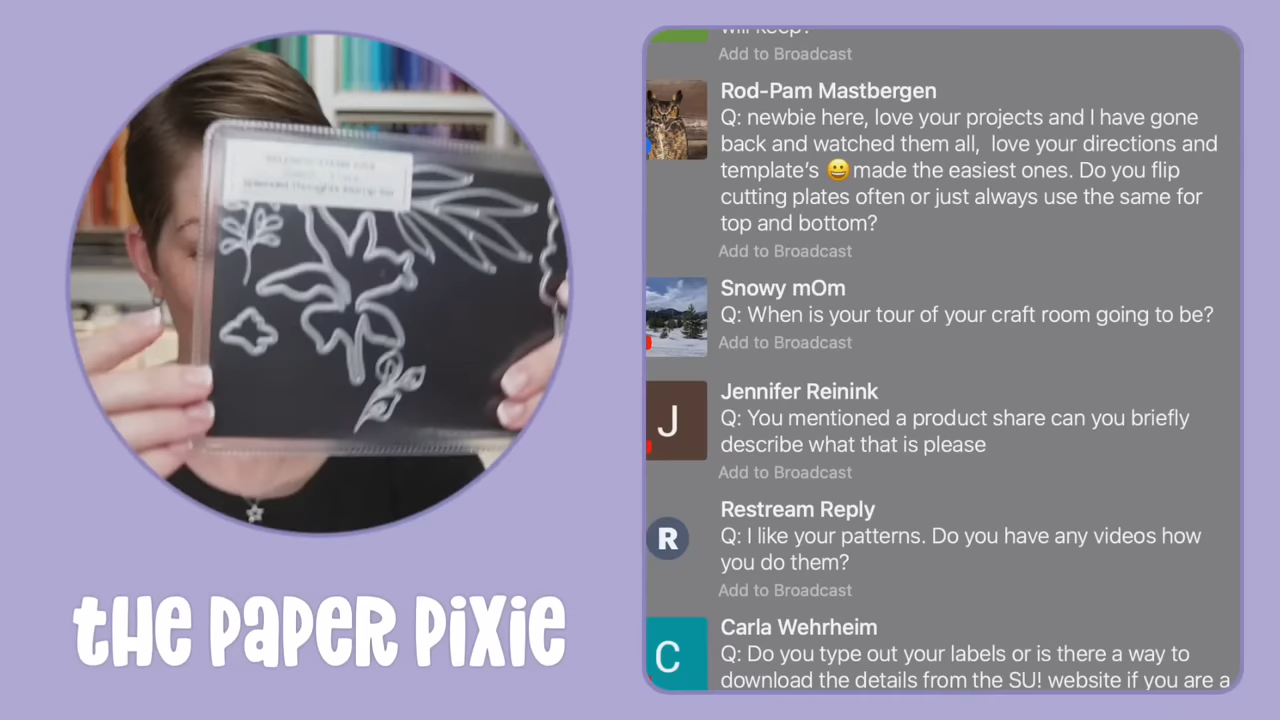 will keep?
Add to Broadcast
Rod-Pam Mastbergen
Q: newbie here, love your projects and I have gone
back and watched them all, love your directions and
template's 😀 made the easiest ones. Do you flip
cutting plates often or just always use the same for
top and bottom?
Add to Broadcast
Snowy mOm
Q: When is your tour of your craft room going to be?
Add to Broadcast
J
Jennifer Reinink
Q: You mentioned a product share can you briefly
describe what that is please
Add to Broadcast
R
Restream Reply
Q: I like your patterns. Do you have any videos how
you do them?
Add to Broadcast
C
Carla Wehrheim
Q: Do you type out your labels or is there a way to
download the details from the SU! website if you are a
the paper pixie